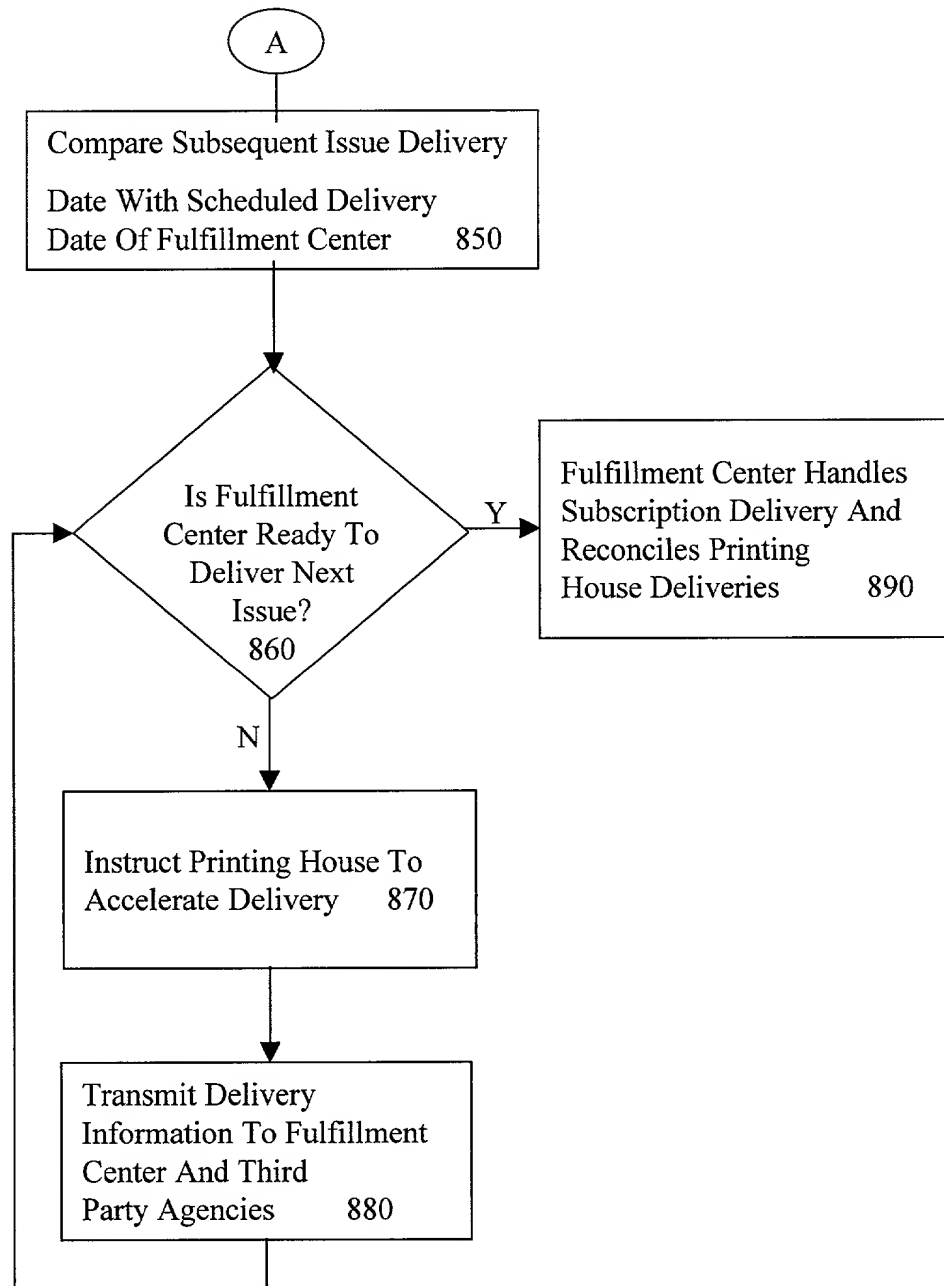 A
Compare Subsequent Issue Delivery
Date With Scheduled Delivery
Date Of Fulfillment Center 850
Is Fulfillment
Center Ready To
Deliver Next
Issue?
860
Y
Fulfillment Center Handles
Subscription Delivery And
Reconciles Printing
House Deliveries 890
N
Instruct Printing House To
Accelerate Delivery 870
Transmit Delivery
Information To Fulfillment
Center And Third
Party Agencies 880